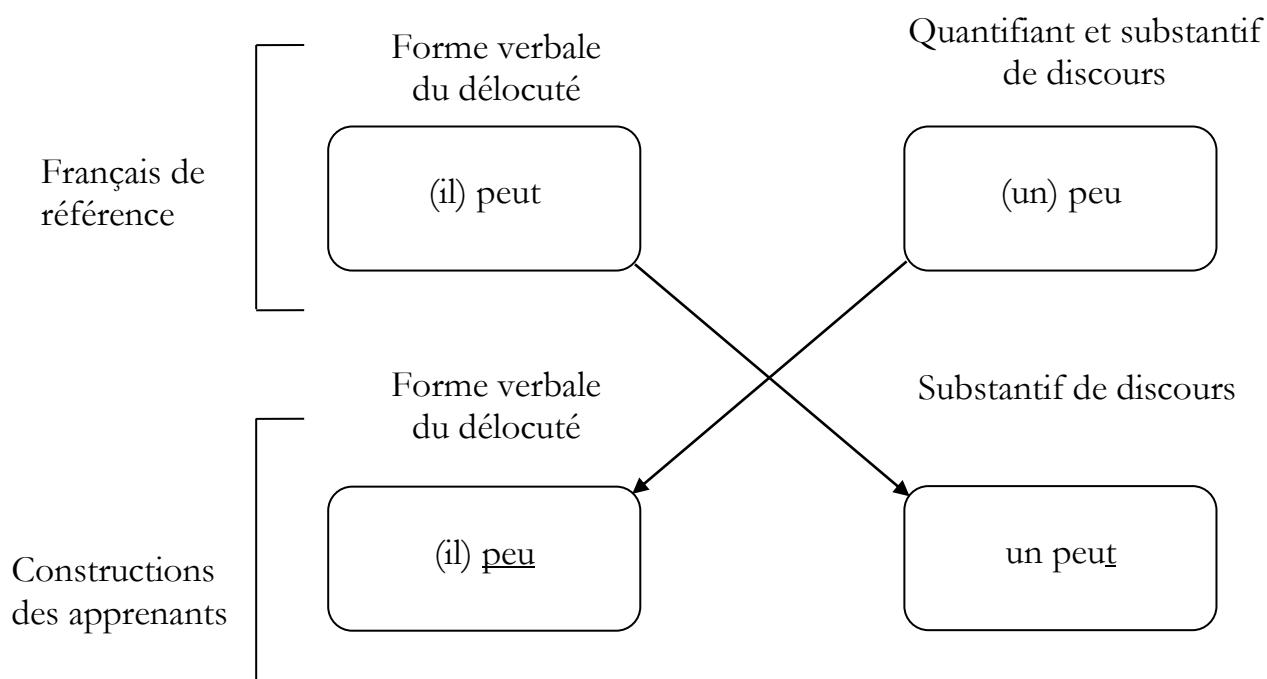 Forme verbale
du délocuté
Quantifiant et substantif
de discours
Français de
référence
(il) peut
(un) peu
Forme verbale
du délocuté
Substantif de discours
Constructions
des apprenants
(il) peu
un peut